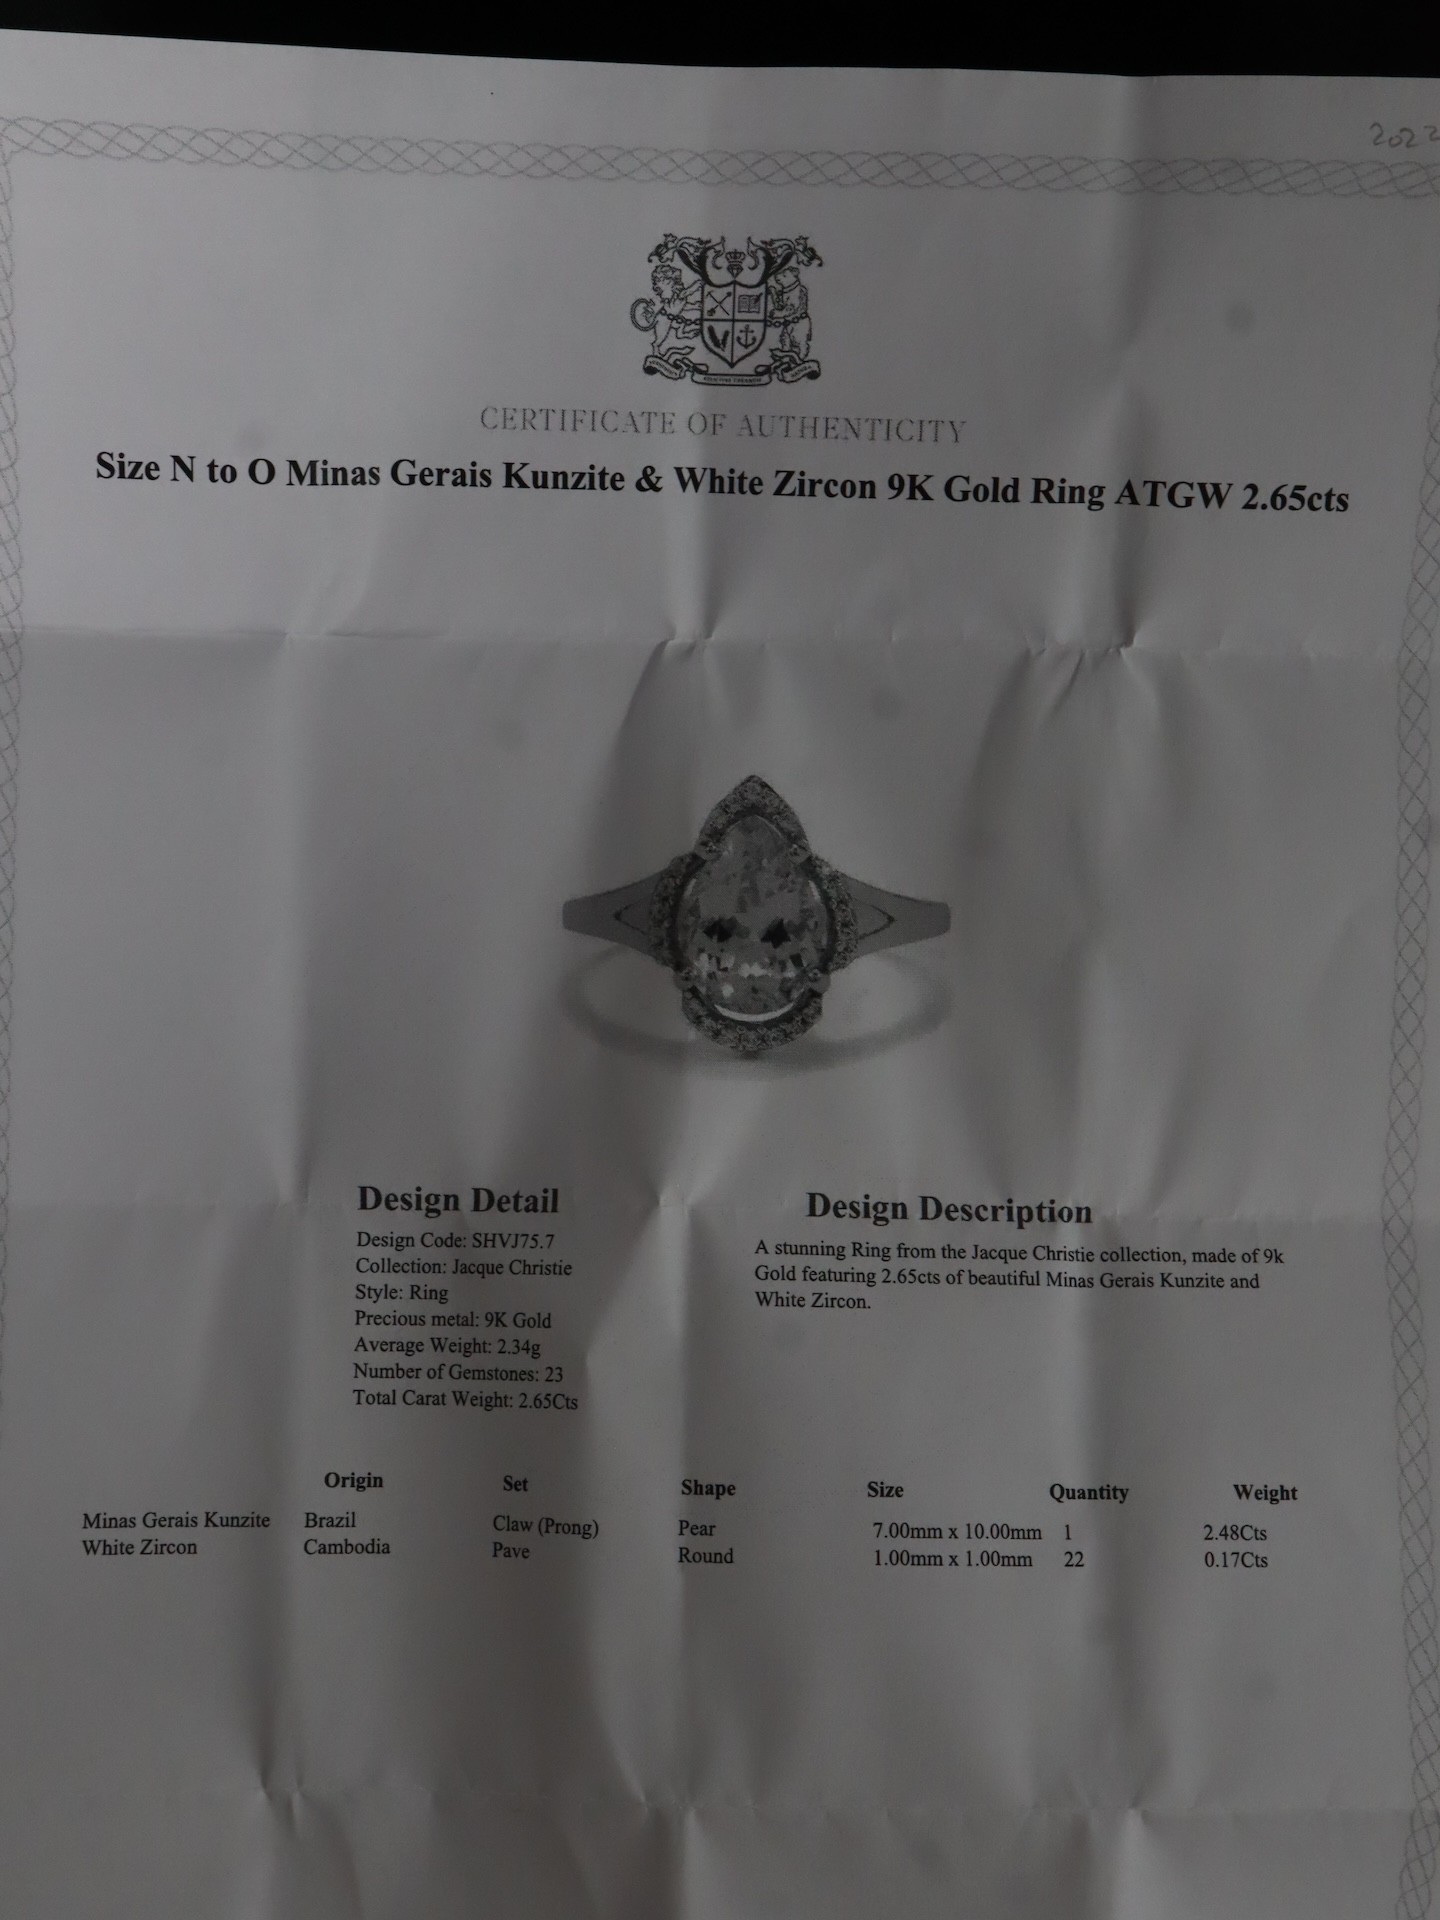 CERTIFICATE OF AUTHENTICITY
Size N to O Minas Gerais Kunzite & White Zircon 9K Gold Ring ATGW 2.65cts
Design Detail
Design Code: SHVJ75.7
Collection: Jacque Christie
Style: Ring
Precious metal: 9K Gold
Average Weight: 2.34g
Number of Gemstones: 23
Total Carat Weight: 2.65Cts
Design Description
A stunning Ring from the Jacque Christie collection, made of 9k
Gold featuring 2.65cts of beautiful Minas Gerais Kunzite and
White Zircon.
Origin Set Shape Size Quantity Weight
Minas Gerais Kunzite Brazil Claw (Prong) Pear 7.00mm x 10.00mm 1 2.48Cts
White Zircon Cambodia Pave Round 1.00mm x 1.00mm 22 0.17Cts